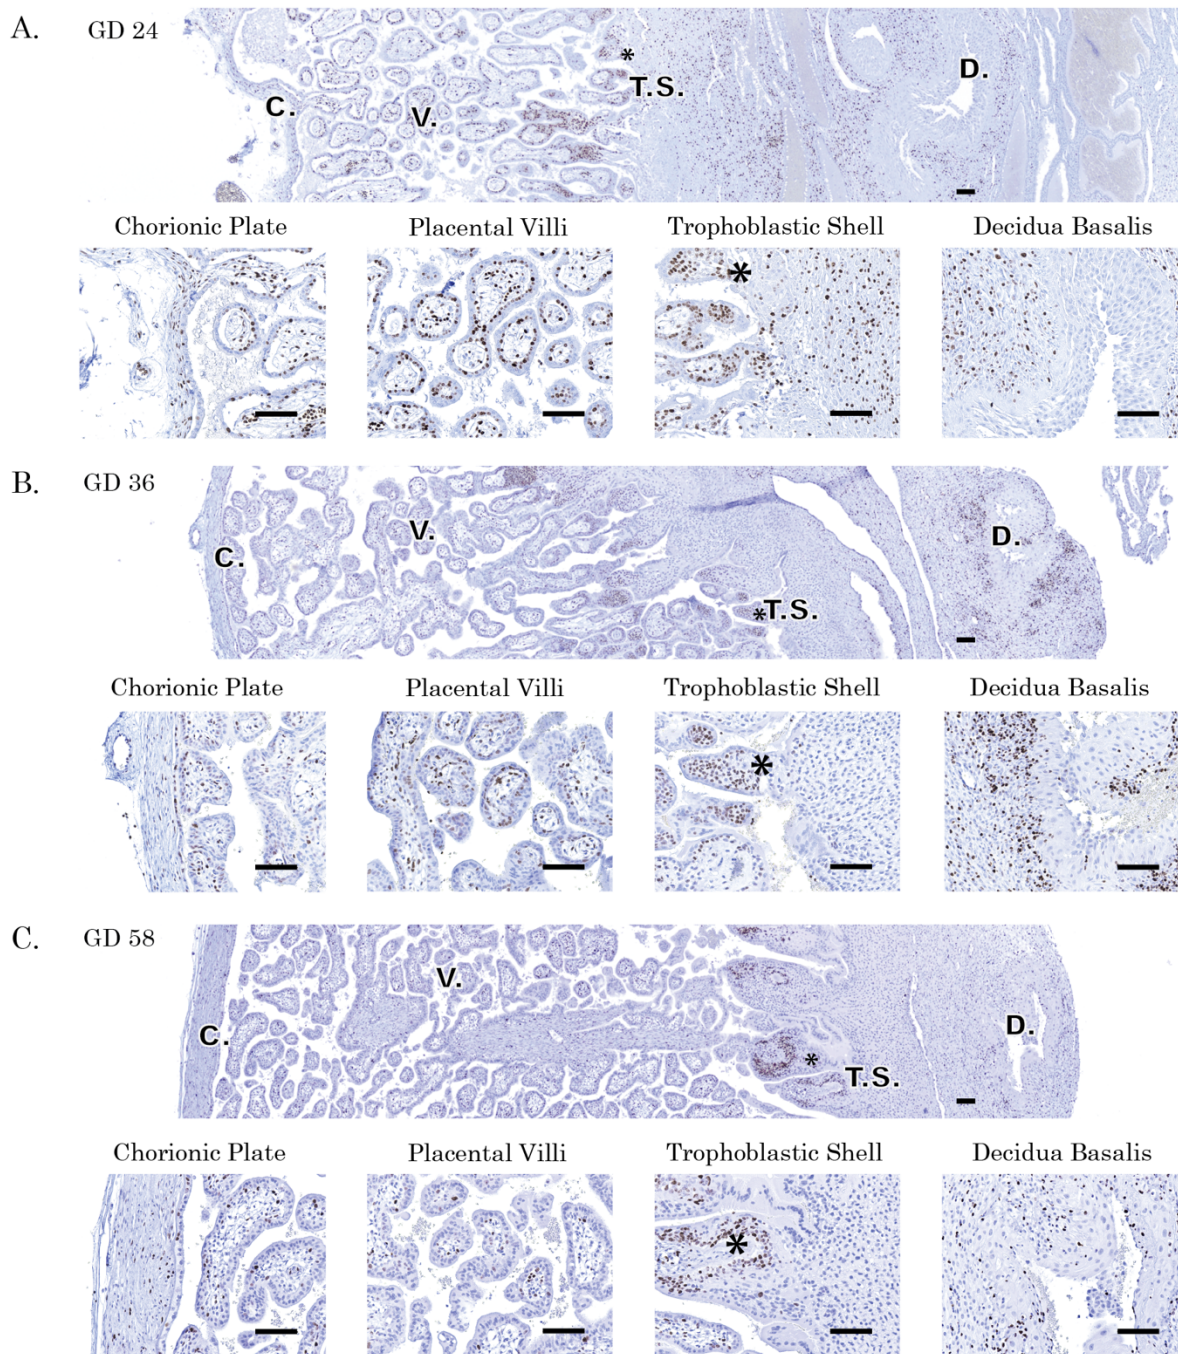 A. GD 24
* T.S.
D.
C.
V.
Chorionic Plate Placental Villi Trophoblastic Shell Decidua Basalis
*
B. GD 36
V.
D.
C.
* T.S.
Chorionic Plate Placental Villi Trophoblastic Shell Decidua Basalis
*
C. GD 58
V.
D.
C.
*
T.S.
Chorionic Plate Placental Villi Trophoblastic Shell Decidua Basalis
*